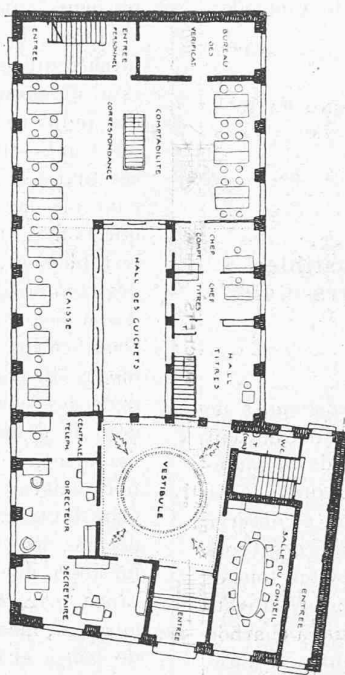 ENTRÉE
ENTRÉE
PERSONNEL
BUREAU
DES
VERIFICAT.
CORRESPONDANCE
COMPTABILITÉ
CAISSE
HALL DES GUICHETS
CHEF
COMPT
CHEF
TITRES
HALL
TITRES
CENTRALE
TELEPH.
DIRECTEUR
SECRÉTAIRE
VESTIBULE
WC
SALLE DU CONSEIL
ENTRÉE
ENTRÉE